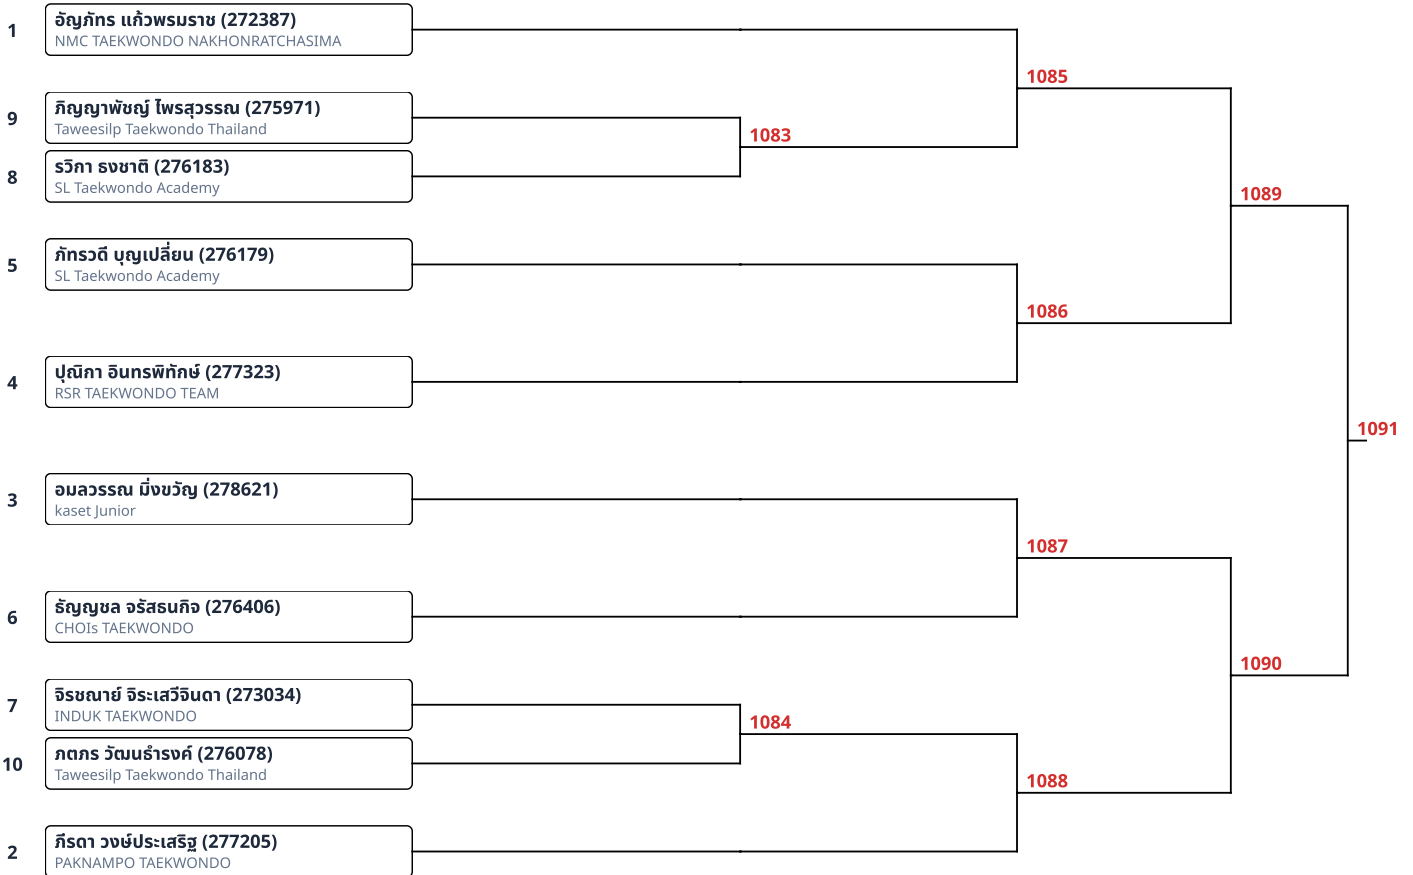 1
อัญภัทร แก้วพรมราช (272387)
NMC TAEKWONDO NAKHONRATCHASIMA
1085
9
ภิญญาพัชญ์ ไพรสุวรรณ (275971)
Taweesilp Taekwondo Thailand
1083
8
รวิกา ธงชาติ (276183)
SL Taekwondo Academy
1089
5
ภัทรวดี บุญเปลี่ยน (276179)
SL Taekwondo Academy
1086
4
ปุณิกา อินทรพิทักษ์ (277323)
RSR TAEKWONDO TEAM
1091
3
อมลวรรณ มิ่งขวัญ (278621)
kaset Junior
1087
6
ธัญญชล จรัสธนกิจ (276406)
CHOIs TAEKWONDO
1090
7
จิรชณาย์ จิระเสวีจินดา (273034)
INDUK TAEKWONDO
1084
10
ภตภร วัฒนธำรงค์ (276078)
Taweesilp Taekwondo Thailand
1088
2
ภีรดา วงษ์ประเสริฐ (277205)
PAKNAMPO TAEKWONDO